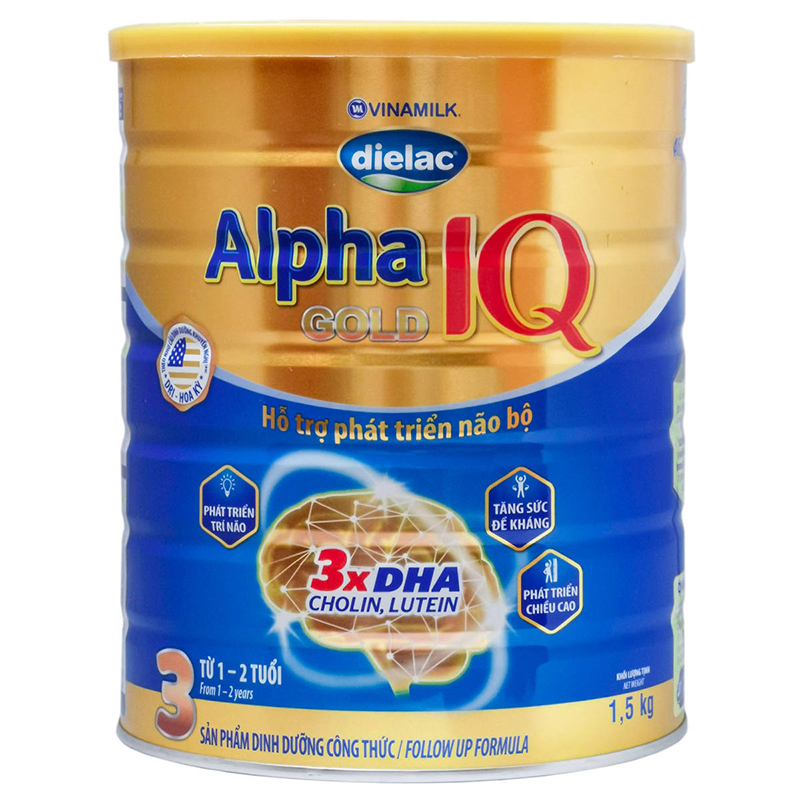 VINAMILK
dielac
Alpha IQ
GOLD
DRI - HOA KỲ
Hỗ trợ phát triển não bộ
PHÁT TRIỂN
TRÍ NÃO
TĂNG SỨC
ĐỀ KHÁNG
3xDHA
CHOLIN, LUTEIN
PHÁT TRIỂN
CHIỀU CAO
3
TỪ 1 – 2 TUỔI
From 1 – 2 years
KHỐI LƯỢNG TỊNH
NET WEIGHT
1,5 kg
SẢN PHẨM DINH DƯỠNG CÔNG THỨC / FOLLOW UP FORMULA